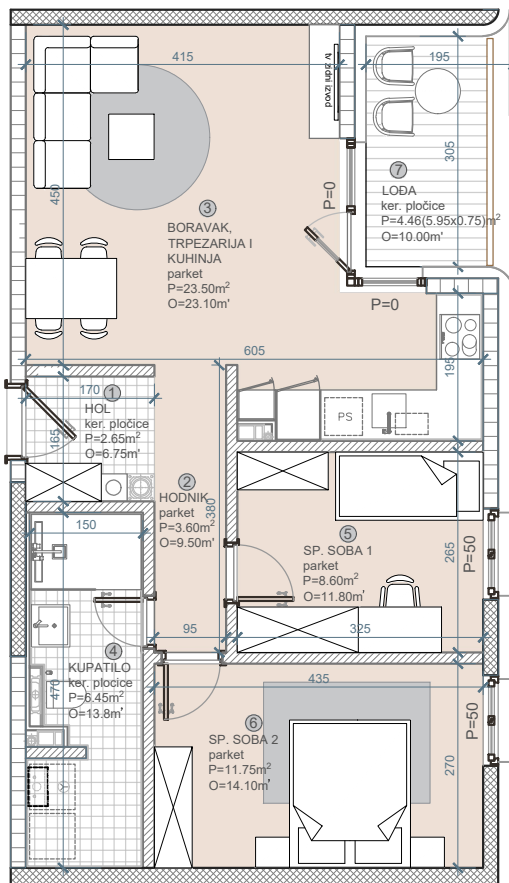 415
195
tv zidni izvod
305
450
7
LOĐA
ker. pločice
P=4.46(5.95x0.75)m²
O=10.00m'
3
BORAVAK,
TRPEZARIJA I
KUHINJA
parket
P=23.50m²
O=23.10m'
P=0
P=0
605
195
170
1
HOL
ker. pločice
P=2.65m²
O=6.75m'
165
PS
2
HODNIK
parket
P=3.60m²
O=9.50m'
380
150
5
SP. SOBA 1
parket
P=8.60m²
O=11.80m'
265
P=50
95
325
4
KUPATILO
ker. plocice
P=6.45m²
O=13.8m'
470
435
6
SP. SOBA 2
parket
P=11.75m²
O=14.10m'
270
P=50